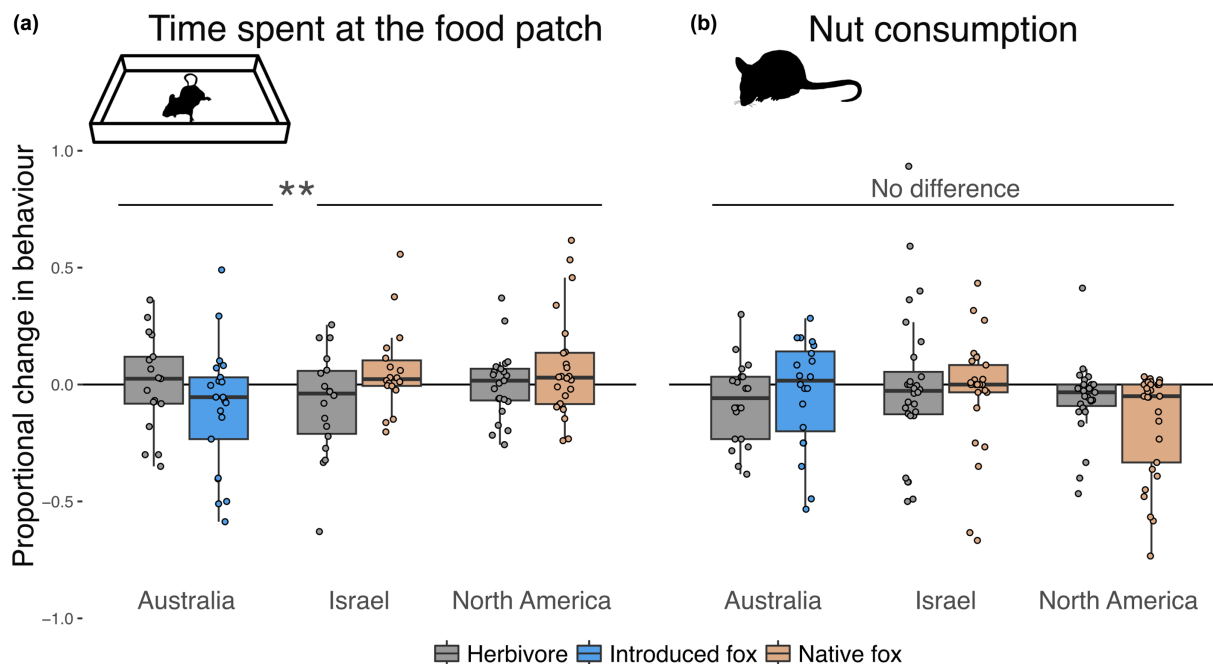 (a) Time spent at the food patch
(b) Nut consumption
Proportional change in behaviour
1.0
0.5
0.0
−0.5
−1.0
**
No difference
Australia Israel North America
Australia Israel North America
Herbivore Introduced fox Native fox